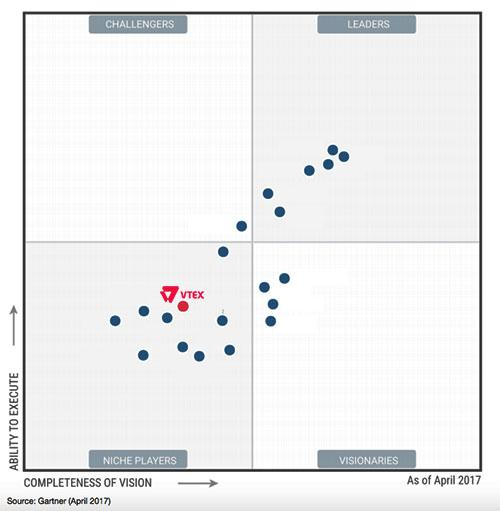 CHALLENGERS
LEADERS
VTEX
ABILITY TO EXECUTE
NICHE PLAYERS
VISIONARIES
COMPLETENESS OF VISION
As of April 2017
Source: Gartner (April 2017)